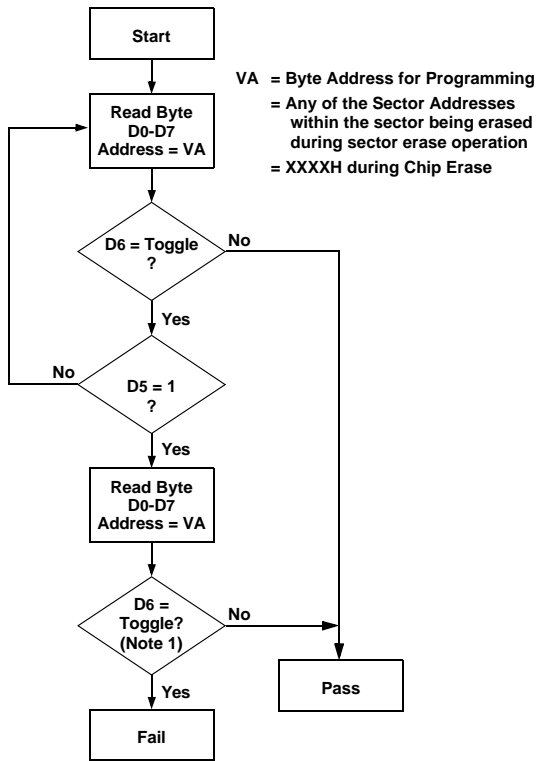 Start
VA = Byte Address for Programming
= Any of the Sector Addresses
within the sector being erased
during sector erase operation
= XXXXH during Chip Erase
Read Byte
D0-D7
Address = VA
D6 = Toggle
?
No
Yes
No
D5 = 1
?
Yes
Read Byte
D0-D7
Address = VA
D6 =
Toggle?
(Note 1)
No
Yes
Pass
Fail